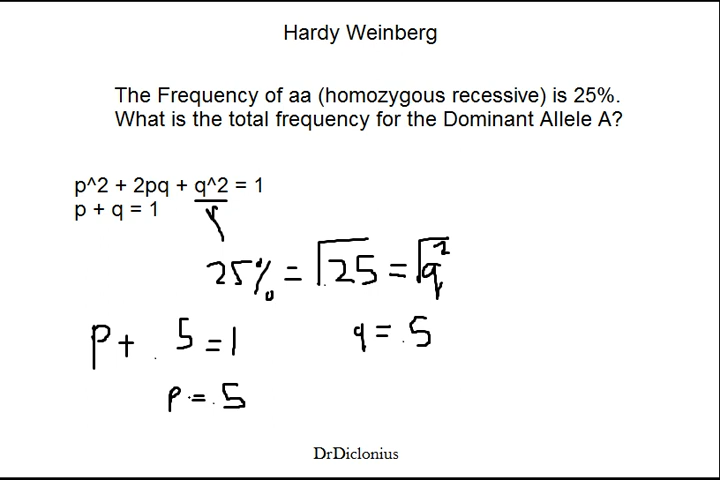 Hardy Weinberg
The Frequency of aa (homozygous recessive) is 25%.
What is the total frequency for the Dominant Allele A?
p^2 + 2pq + q^2 = 1
p + q = 1
25% = √.25 = √q²
p + .5 = 1
q = .5
p = .5
DrDiclonius